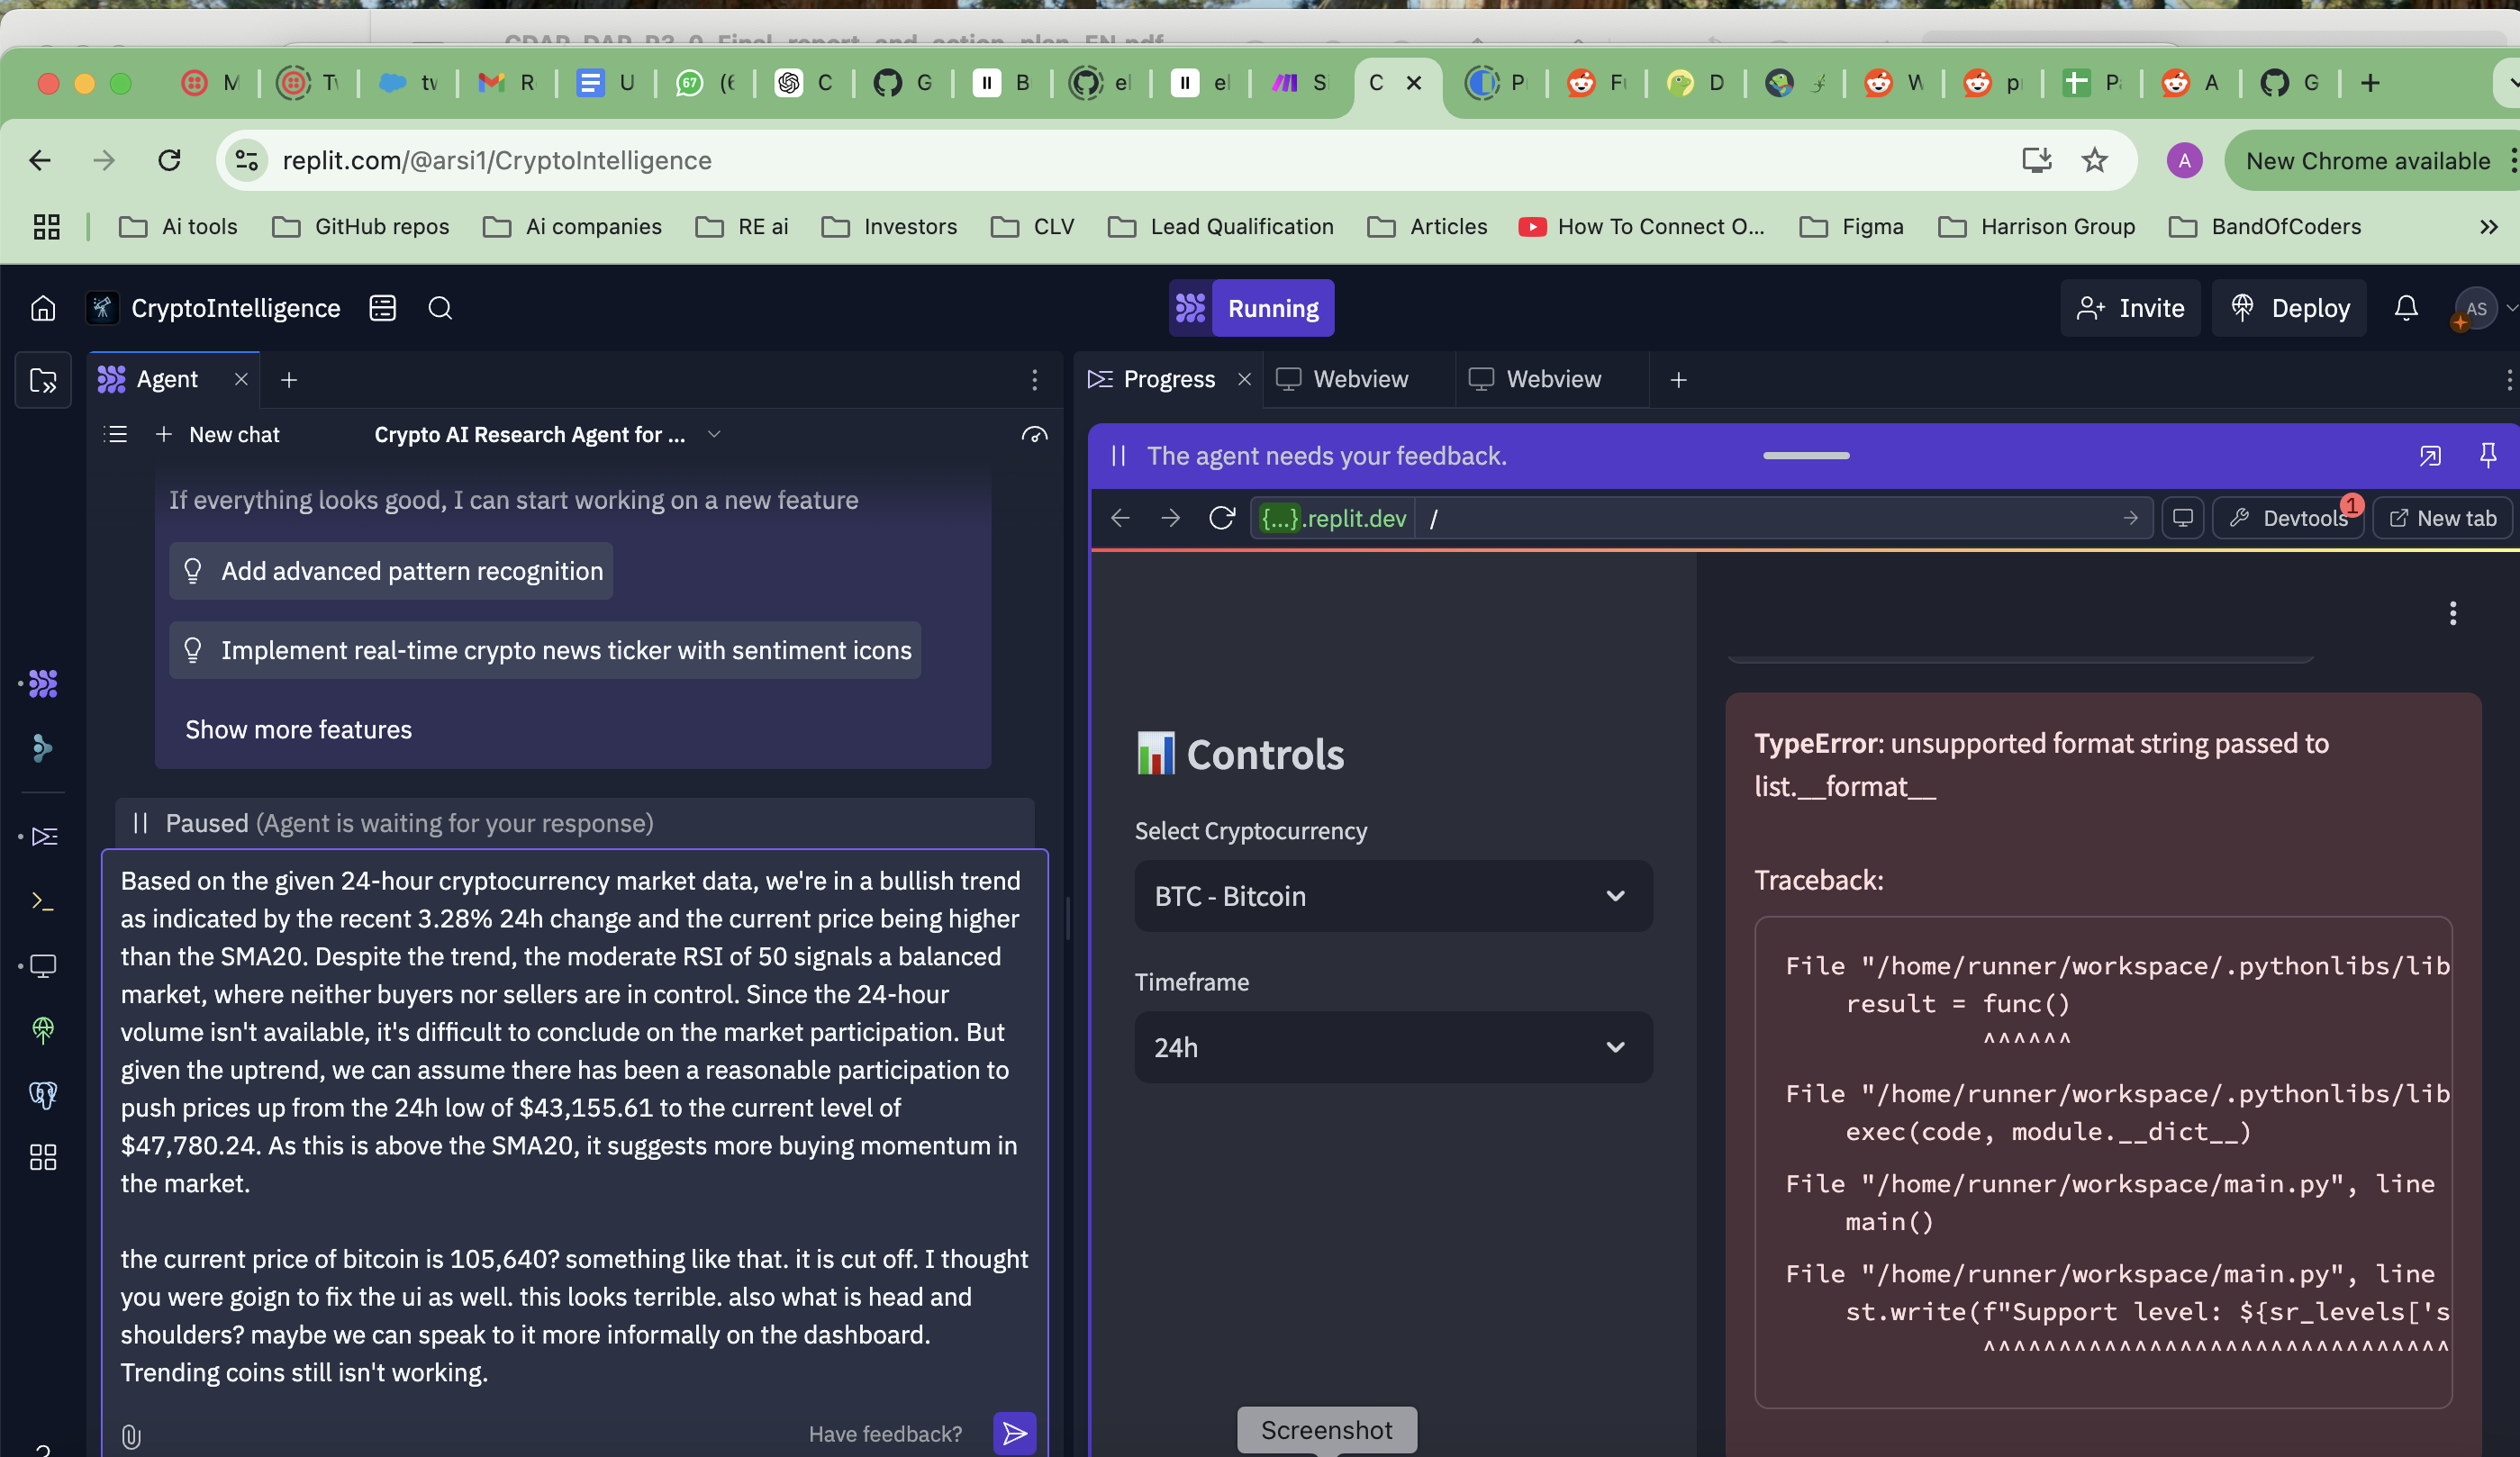 M
Tv
tv
R
U
67
(6
C
G
B
el
el
S
C
P
Fu
D
W
p
P
A
G
replit.com/@arsi1/CryptoIntelligence
A
New Chrome available
Ai tools
GitHub repos
Ai companies
RE ai
Investors
CLV
Lead Qualification
Articles
How To Connect O...
Figma
Harrison Group
BandOfCoders
CryptoIntelligence
Running
Invite
Deploy
AS
Agent
New chat
Crypto AI Research Agent for ...
If everything looks good, I can start working on a new feature
Add advanced pattern recognition
Implement real-time crypto news ticker with sentiment icons
Show more features
Paused (Agent is waiting for your response)
Based on the given 24-hour cryptocurrency market data, we're in a bullish trend
as indicated by the recent 3.28% 24h change and the current price being higher
than the SMA20. Despite the trend, the moderate RSI of 50 signals a balanced
market, where neither buyers nor sellers are in control. Since the 24-hour
volume isn't available, it's difficult to conclude on the market participation. But
given the uptrend, we can assume there has been a reasonable participation to
push prices up from the 24h low of $43,155.61 to the current level of
$47,780.24. As this is above the SMA20, it suggests more buying momentum in
the market.
the current price of bitcoin is 105,640? something like that. it is cut off. I thought
you were goign to fix the ui as well. this looks terrible. also what is head and
shoulders? maybe we can speak to it more informally on the dashboard.
Trending coins still isn't working.
Have feedback?
Progress
Webview
Webview
The agent needs your feedback.
{...}.replit.dev
/
Devtools
1
New tab
Controls
Select Cryptocurrency
BTC - Bitcoin
Timeframe
24h
TypeError: unsupported format string passed to
list.__format__
Traceback:
File "/home/runner/workspace/.pythonlibs/lib
result = func()
^^^^^^
File "/home/runner/workspace/.pythonlibs/lib
exec(code, module.__dict__)
File "/home/runner/workspace/main.py", line
main()
File "/home/runner/workspace/main.py", line
st.write(f"Support level: ${sr_levels['s
^^^^^^^^^^^^^^^^^^^^^^^^^^^^^^^
Screenshot